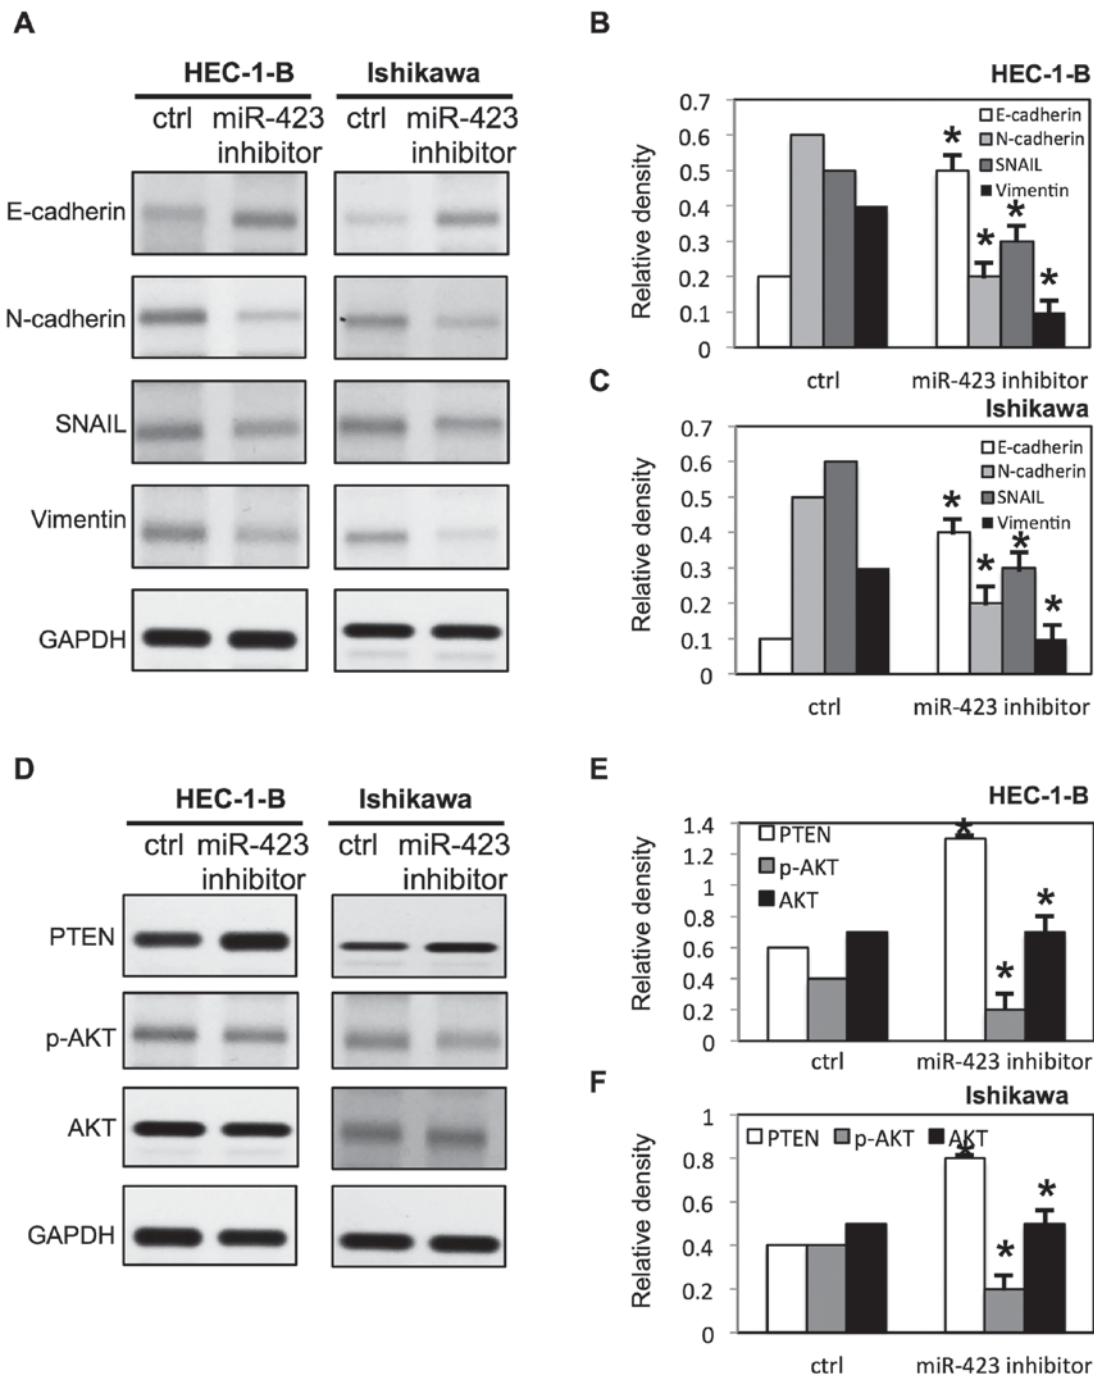 A
HEC-1-B Ishikawa
ctrl miR-423 inhibitor ctrl miR-423 inhibitor
E-cadherin
N-cadherin
SNAIL
Vimentin
GAPDH
B
HEC-1-B
Relative density
0.7
0.6
0.5
0.4
0.3
0.2
0.1
0
E-cadherin
N-cadherin
SNAIL
Vimentin
*
*
*
*
ctrl miR-423 inhibitor
C
Ishikawa
Relative density
0.7
0.6
0.5
0.4
0.3
0.2
0.1
0
E-cadherin
N-cadherin
SNAIL
Vimentin
*
*
*
*
ctrl miR-423 inhibitor
D
HEC-1-B Ishikawa
ctrl miR-423 inhibitor ctrl miR-423 inhibitor
PTEN
p-AKT
AKT
GAPDH
E
HEC-1-B
Relative density
1.4
1.2
1
0.8
0.6
0.4
0.2
0
PTEN
p-AKT
AKT
*
*
*
ctrl miR-423 inhibitor
F
Ishikawa
Relative density
1
0.8
0.6
0.4
0.2
0
PTEN p-AKT AKT
*
*
*
ctrl miR-423 inhibitor